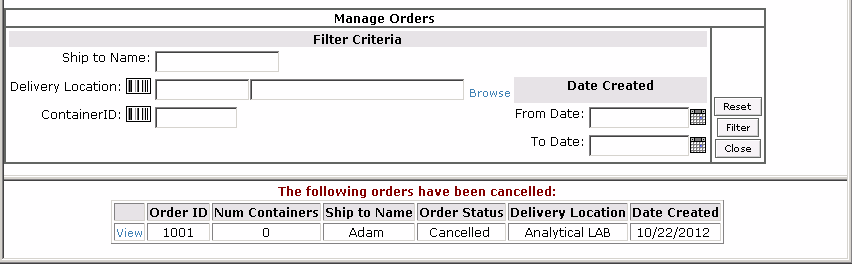 Manage Orders
Filter Criteria
Ship to Name:
Delivery Location: Browse
Date Created
ContainerID:
From Date:
To Date:
Reset
Filter
Close
The following orders have been cancelled:
Order ID Num Containers Ship to Name Order Status Delivery Location Date Created
View 1001 0 Adam Cancelled Analytical LAB 10/22/2012